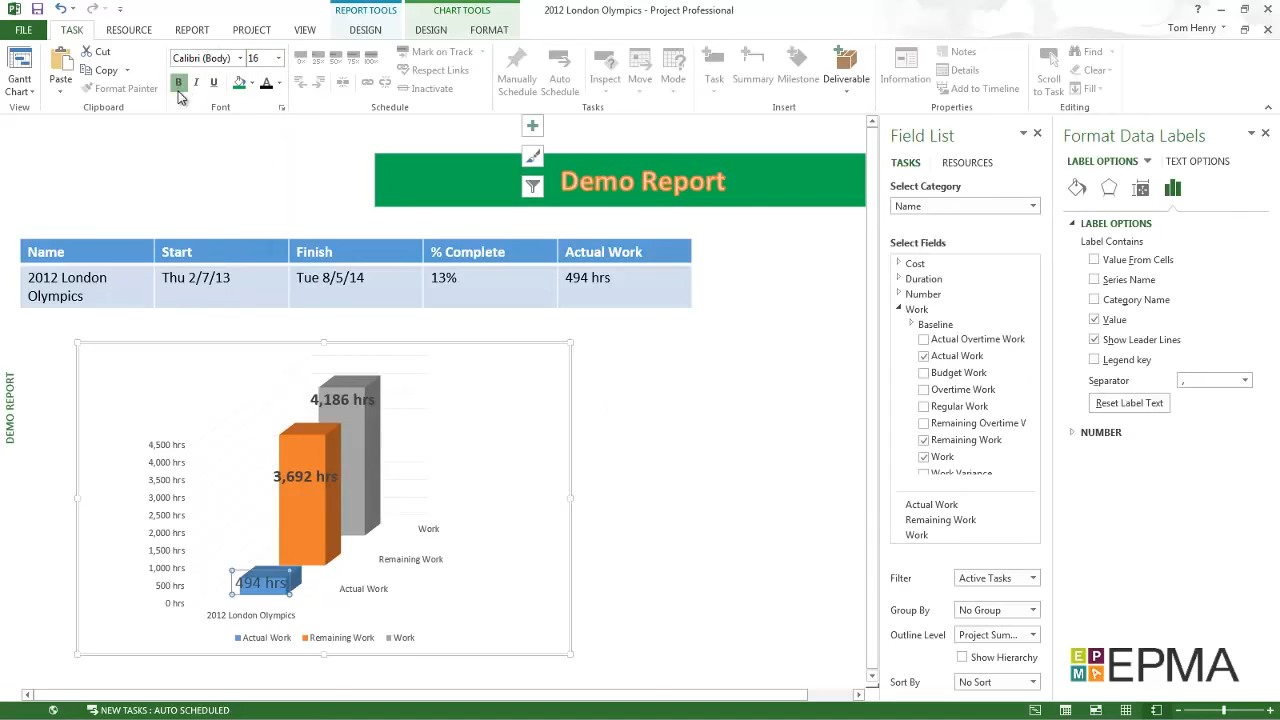 REPORT TOOLS
CHART TOOLS
2012 London Olympics - Project Professional
FILE
TASK
RESOURCE
REPORT
PROJECT
VIEW
DESIGN
DESIGN
FORMAT
Tom Henry
Gantt Chart
View
Paste
Cut
Copy
Format Painter
Clipboard
Calibri (Body)
16
B
I
U
A
Font
Mark on Track
Respect Links
Inactivate
Schedule
Manually Schedule
Auto Schedule
Inspect
Move
Mode
Tasks
Task
Summary
Milestone
Deliverable
Insert
Information
Notes
Details
Add to Timeline
Properties
Scroll to Task
Find
Clear
Fill
Editing
DEMO REPORT
Demo Report
Name Start Finish % Complete Actual Work
2012 London Thu 2/7/13 Tue 8/5/14 13% 494 hrs
Olympics
4,186 hrs
3,692 hrs
494 hrs
4,500 hrs
4,000 hrs
3,500 hrs
3,000 hrs
2,500 hrs
2,000 hrs
1,500 hrs
1,000 hrs
500 hrs
0 hrs
Work
Remaining Work
Actual Work
2012 London Olympics
Actual Work Remaining Work Work
Field List
TASKS RESOURCES
Select Category
Name
Select Fields
Cost
Duration
Number
Work
Baseline
Actual Overtime Work
Actual Work
Budget Work
Overtime Work
Regular Work
Remaining Overtime V
Remaining Work
Work
Work Variance
Actual Work
Remaining Work
Work
Filter Active Tasks
Group By No Group
Outline Level Project Sum...
Show Hierarchy
Sort By No Sort
Format Data Labels
LABEL OPTIONS TEXT OPTIONS
LABEL OPTIONS
Label Contains
Value From Cells
Series Name
Category Name
Value
Show Leader Lines
Legend key
Separator ,
Reset Label Text
NUMBER
EPMA EPMA
NEW TASKS : AUTO SCHEDULED